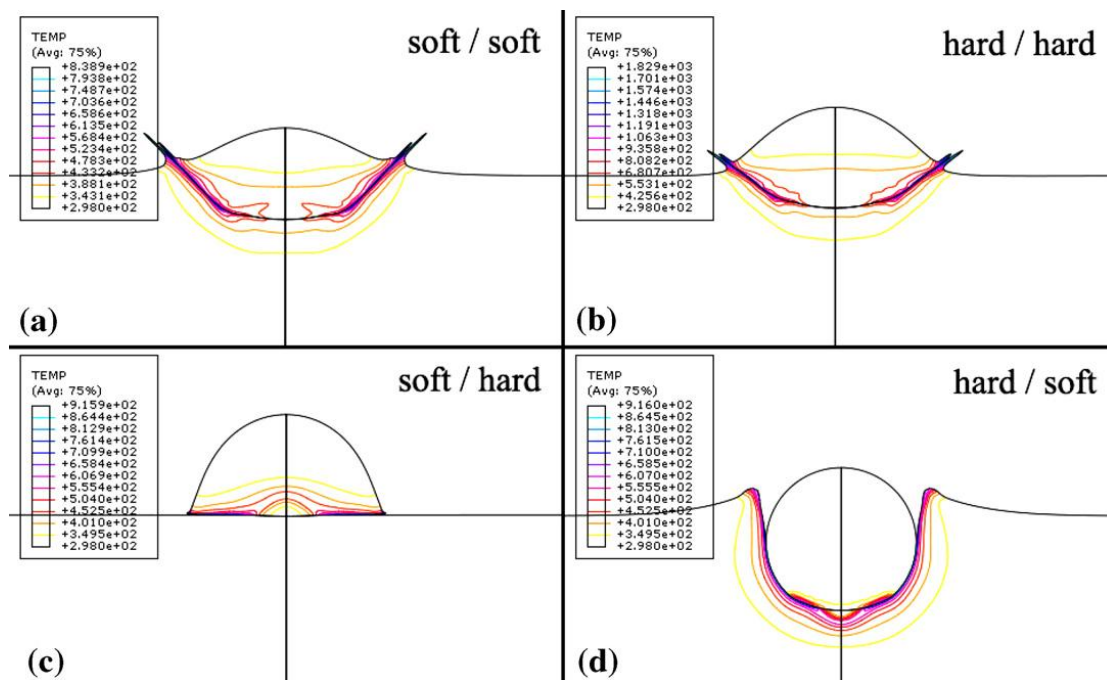 TEMP
(Avg: 75%)
+8.389e+02
+7.938e+02
+7.487e+02
+7.036e+02
+6.586e+02
+6.135e+02
+5.684e+02
+5.234e+02
+4.783e+02
+4.332e+02
+3.881e+02
+3.431e+02
+2.980e+02
soft / soft
(a)
TEMP
(Avg: 75%)
+1.829e+03
+1.701e+03
+1.574e+03
+1.446e+03
+1.318e+03
+1.191e+03
+1.063e+03
+9.358e+02
+8.082e+02
+6.807e+02
+5.531e+02
+4.256e+02
+2.980e+02
hard / hard
(b)
TEMP
(Avg: 75%)
+9.159e+02
+8.644e+02
+8.129e+02
+7.614e+02
+7.099e+02
+6.584e+02
+6.069e+02
+5.554e+02
+5.040e+02
+4.525e+02
+4.010e+02
+3.495e+02
+2.980e+02
soft / hard
(c)
TEMP
(Avg: 75%)
+9.160e+02
+8.645e+02
+8.130e+02
+7.615e+02
+7.100e+02
+6.585e+02
+6.070e+02
+5.555e+02
+5.040e+02
+4.525e+02
+4.010e+02
+3.495e+02
+2.980e+02
hard / soft
(d)